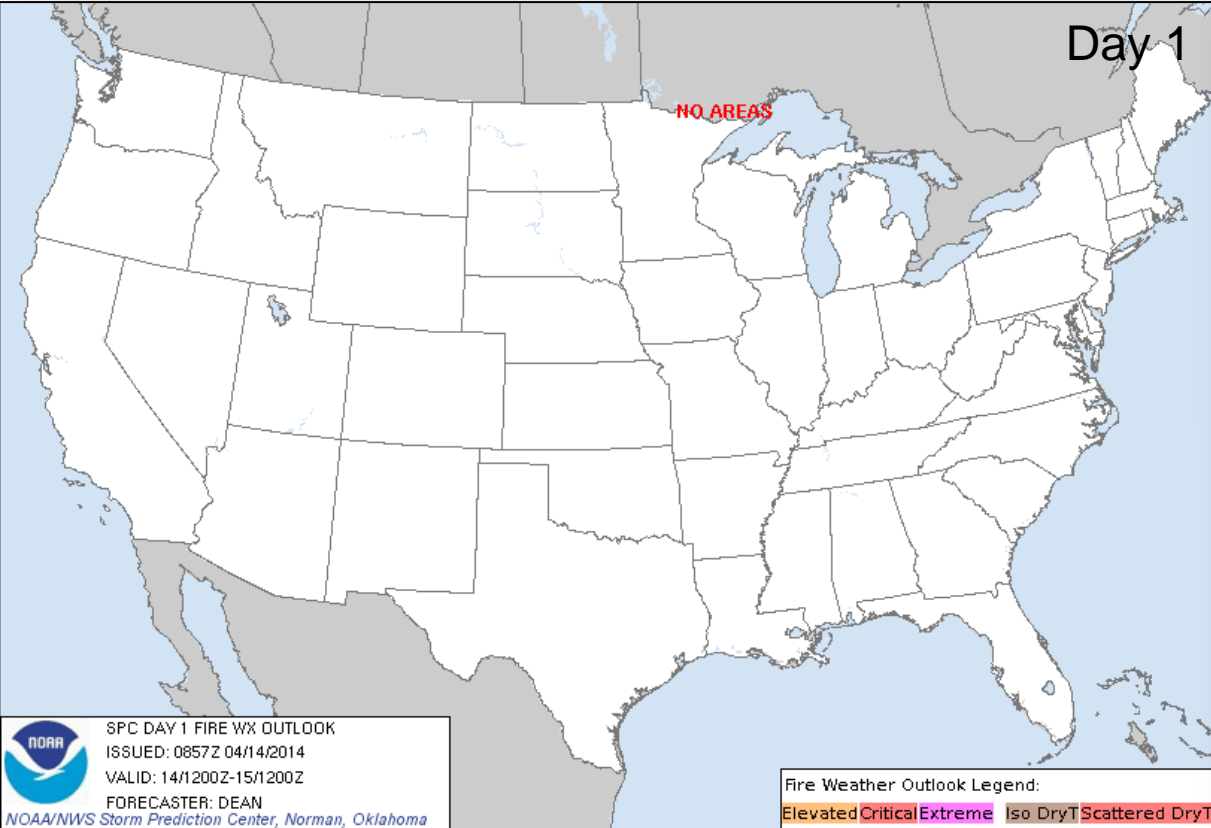 Day 1
NO AREAS
NOAA
SPC DAY 1 FIRE WX OUTLOOK
ISSUED: 0857Z 04/14/2014
VALID: 14/1200Z-15/1200Z
FORECASTER: DEAN
NOAA/NWS Storm Prediction Center, Norman, Oklahoma
Fire Weather Outlook Legend:
Elevated Critical Extreme Iso DryT Scattered DryT